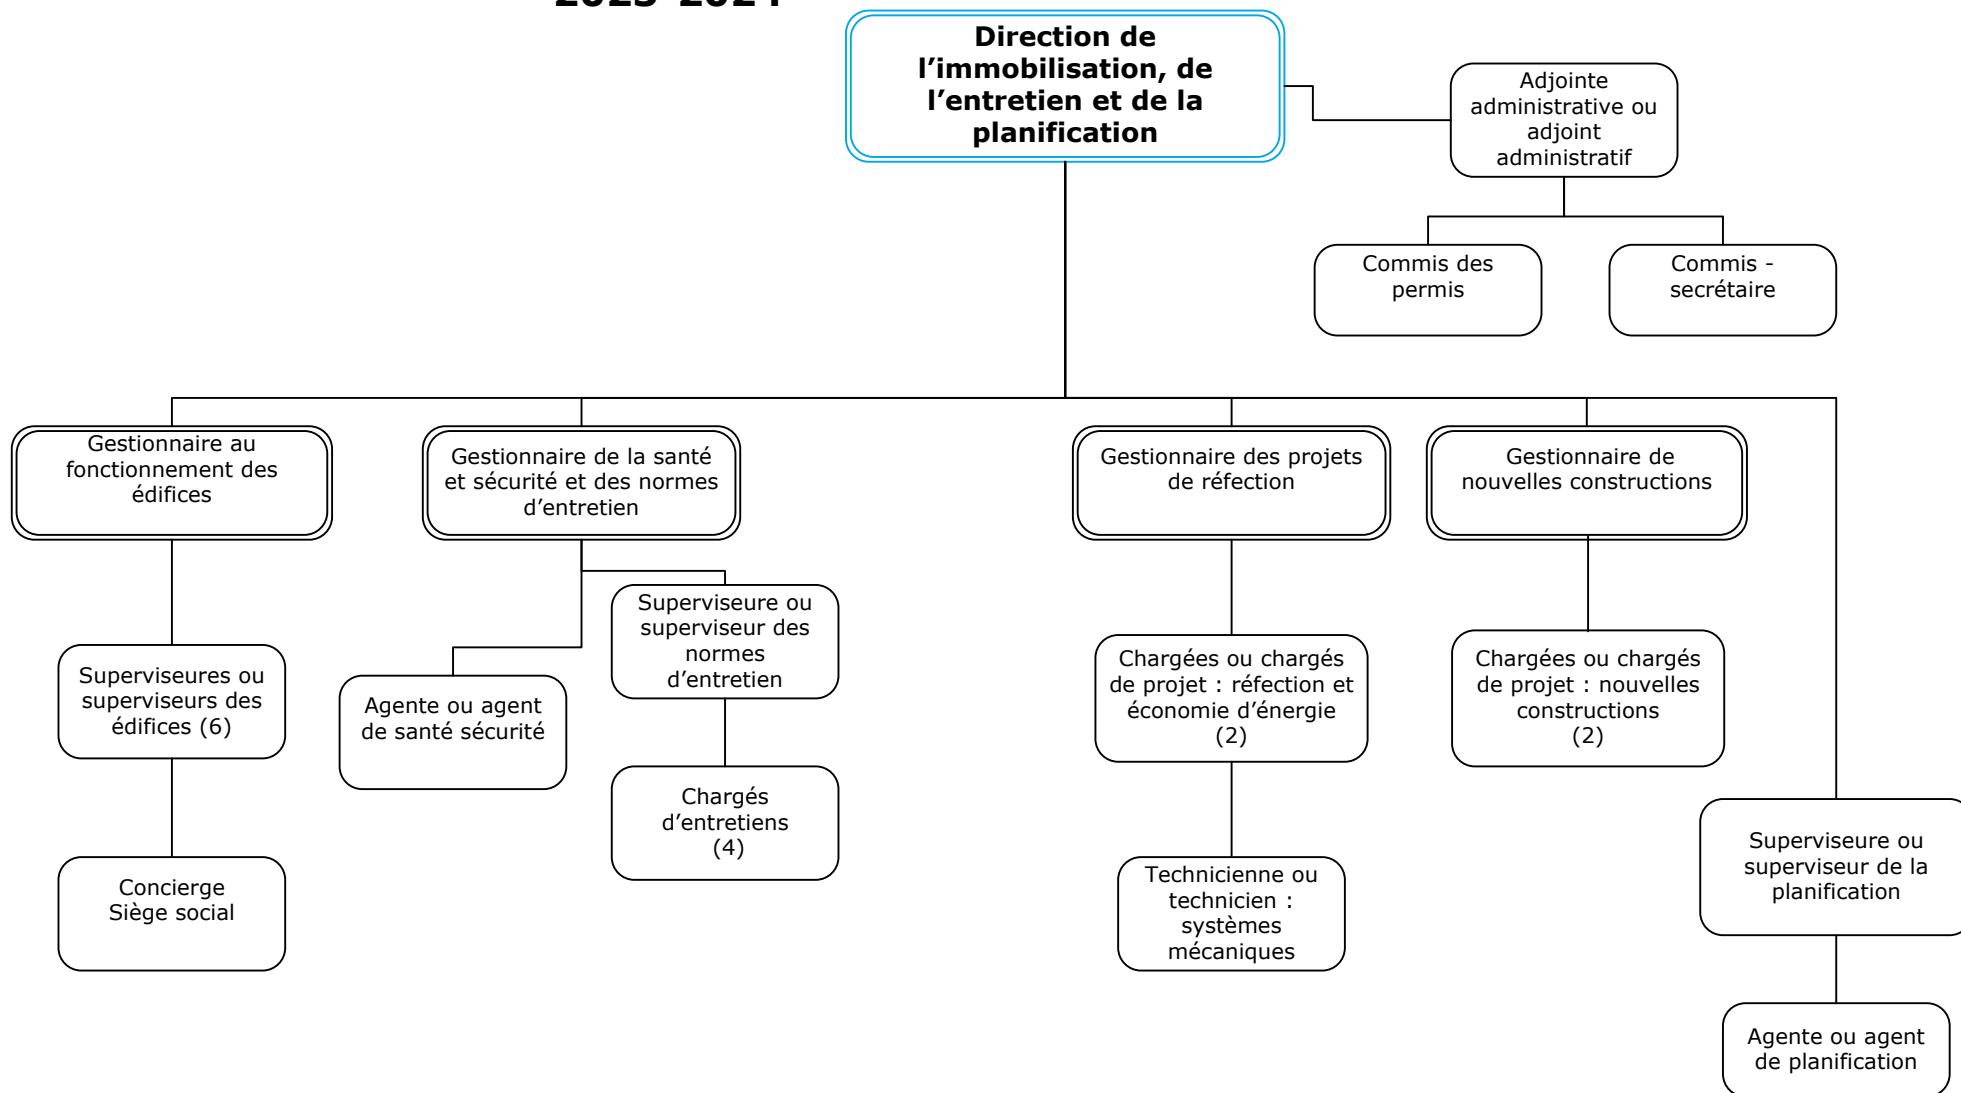 2023-2024
Direction de
l’immobilisation, de
l’entretien et de la
planification
Adjointe
administrative ou
adjoint
administratif
Commis des
permis
Commis -
secrétaire
Gestionnaire au
fonctionnement des
édifices
Gestionnaire de la santé
et sécurité et des normes
d’entretien
Gestionnaire des projets
de réfection
Gestionnaire de
nouvelles constructions
Superviseures ou
superviseurs des
édifices (6)
Agente ou agent
de santé sécurité
Superviseure ou
superviseur des
normes
d’entretien
Chargées ou chargés
de projet : réfection et
économie d’énergie
(2)
Chargées ou chargés
de projet : nouvelles
constructions
(2)
Chargés
d’entretiens
(4)
Concierge
Siège social
Technicienne ou
technicien :
systèmes
mécaniques
Superviseure ou
superviseur de la
planification
Agente ou agent
de planification